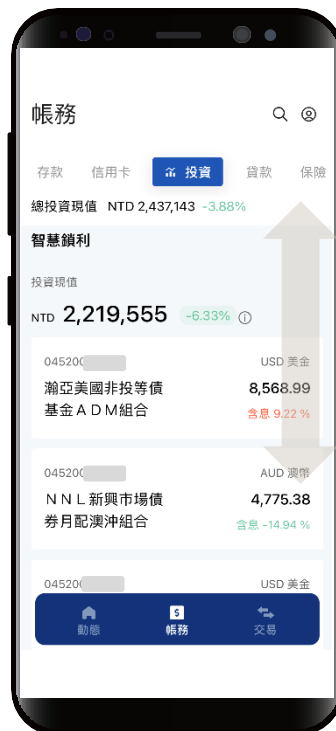 帳務
存款 信用卡 投資 貸款 保險
總投資現值 NTD 2,437,143 -3.88%
智慧鎖利
投資現值
NTD 2,219,555 -6.33%
04520 USD 美金
瀚亞美國非投等債 8,568.99
基金ADM組合 含息 9.22 %
04520 AUD 澳幣
NNL新興市場債 4,775.38
券月配澳沖組合 含息 -14.94 %
04520 USD 美金
動態 帳務 交易